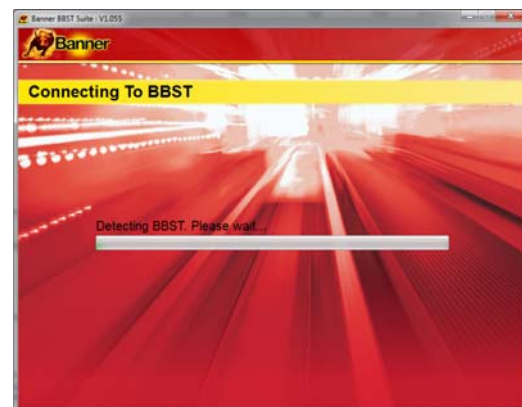 Banner BBST Suite : V1.055
Banner
Connecting To BBST
Detecting BBST. Please wait...